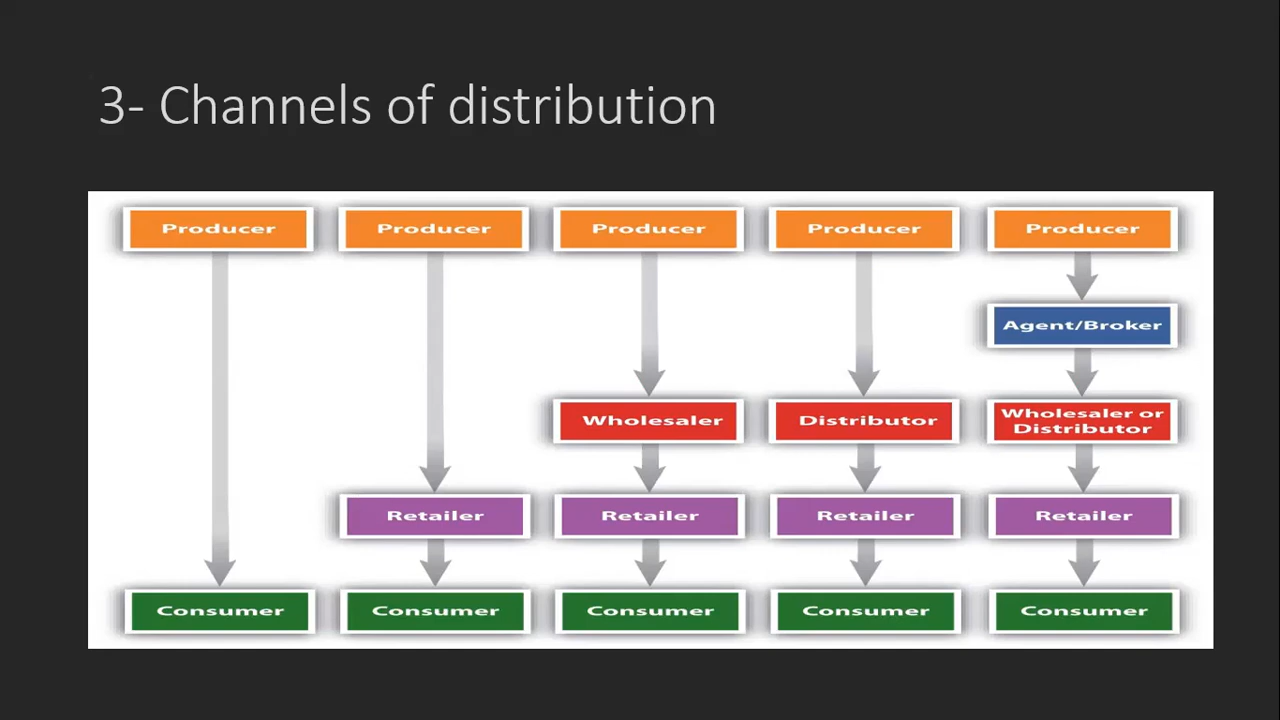 3- Channels of distribution
Producer
Producer
Producer
Producer
Producer
Agent/Broker
Wholesaler
Distributor
Wholesaler or
Distributor
Retailer
Retailer
Retailer
Retailer
Consumer
Consumer
Consumer
Consumer
Consumer